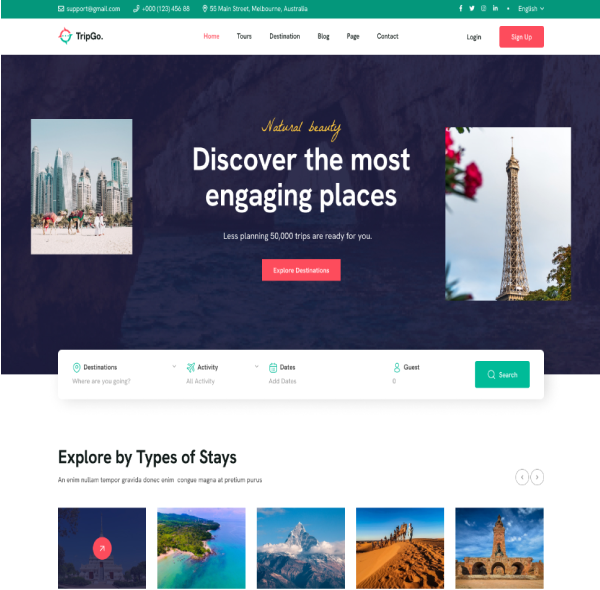 support@gmail.com +000 (123) 456 88 55 Main Street, Melbourne, Australia English
TripGo. Home Tours Destination Blog Page Contact Login Sign Up
Natural beauty
Discover the most
engaging places
Less planning 50,000 trips are ready for you.
Explore Destinations
Destinations Activity Dates Guest
Where are you going? All Activity Add Dates 0
Search
Explore by Types of Stays
An enim nullam tempor gravida donec enim congue magna at pretium purus